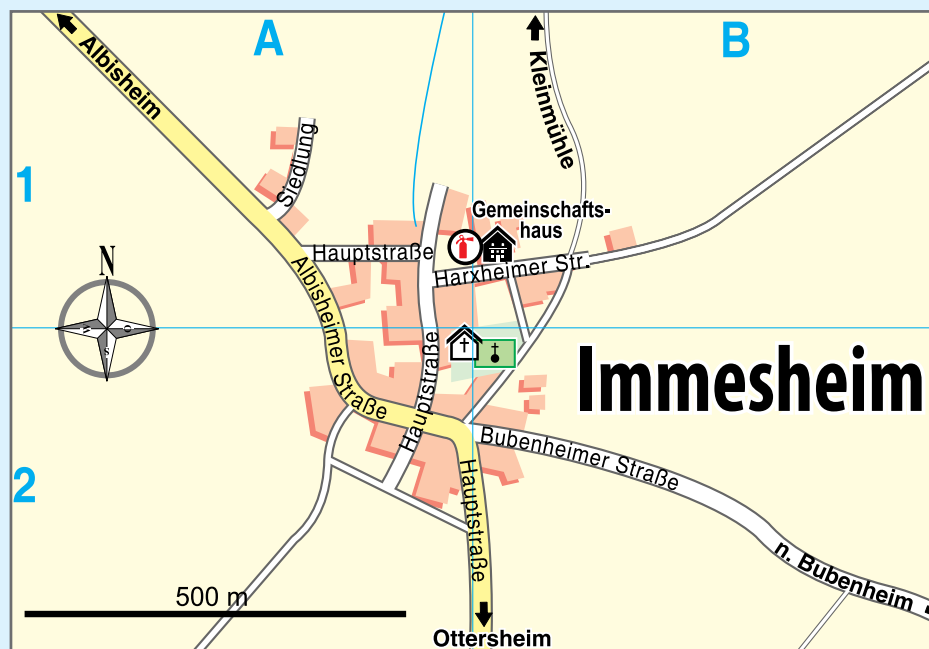 A
B
Albisheim
Kleinmühle
1
Siedlung
Gemeinschafts-
haus
Hauptstraße
Harxheimer Str.
N
W
O
S
Albisheimer Straße
Hauptstraße
Immesheim
Bubenheimer Straße
2
Hauptstraße
n. Bubenheim
500 m
Ottersheim